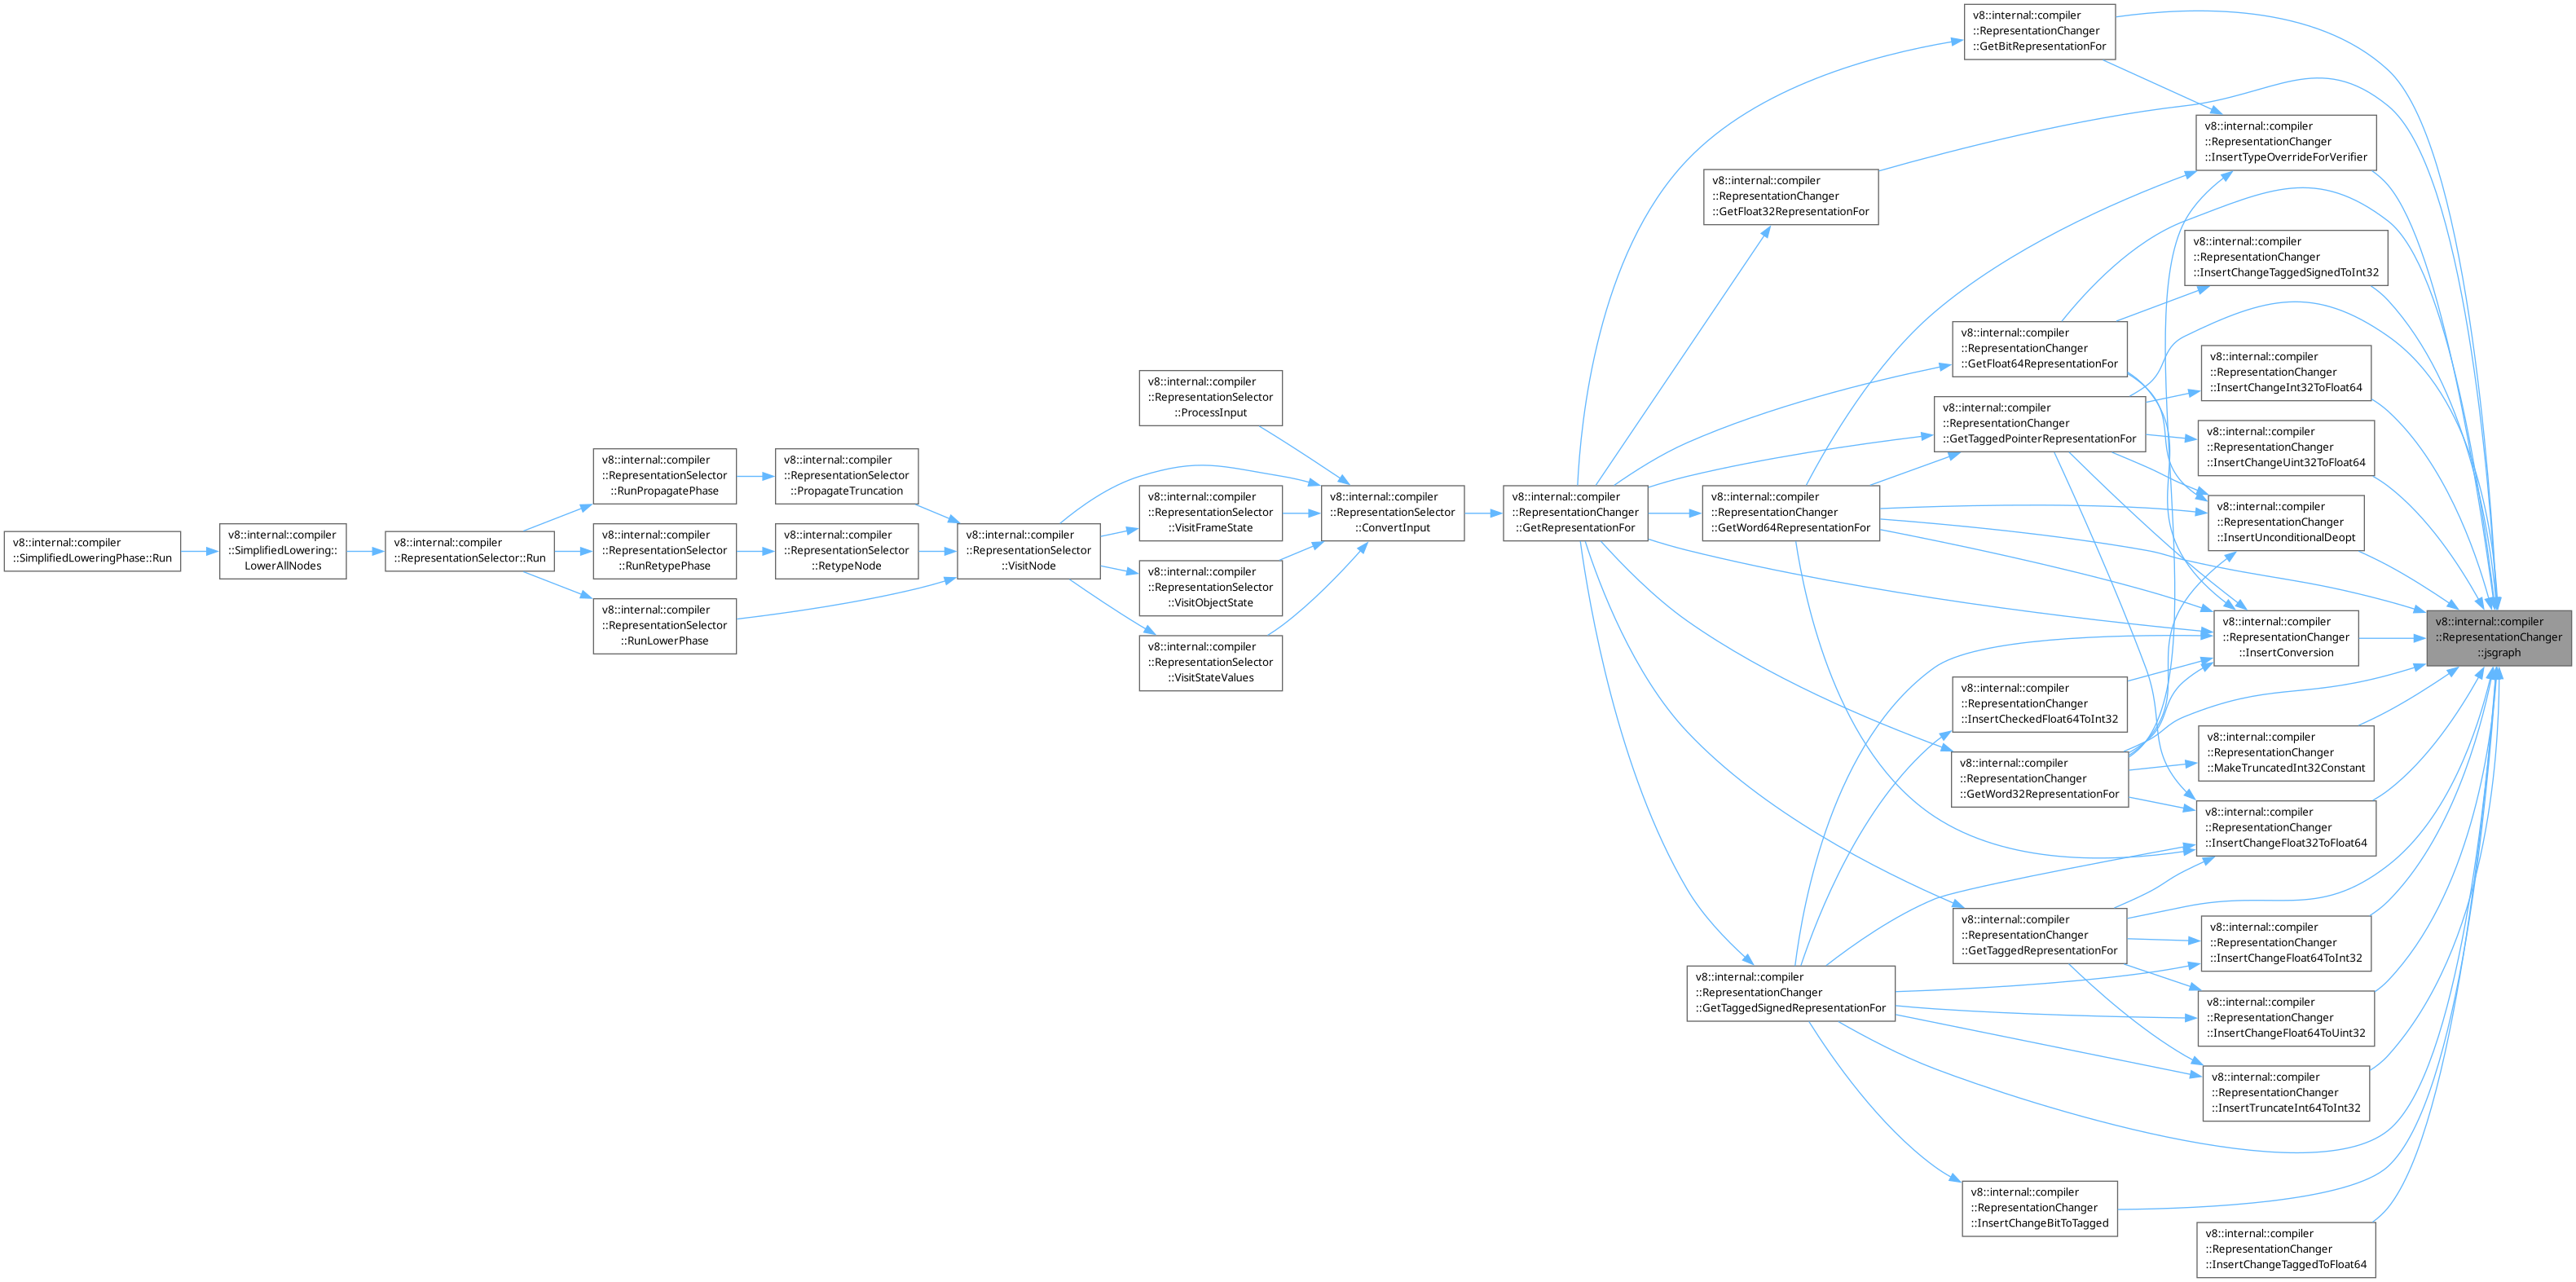 v8::internal::compiler
::SimplifiedLoweringPhase::Run
v8::internal::compiler
::SimplifiedLowering::
LowerAllNodes
v8::internal::compiler
::RepresentationSelector::Run
v8::internal::compiler
::RepresentationSelector
::RunPropagatePhase
v8::internal::compiler
::RepresentationSelector
::RunRetypePhase
v8::internal::compiler
::RepresentationSelector
::RunLowerPhase
v8::internal::compiler
::RepresentationSelector
::PropagateTruncation
v8::internal::compiler
::RepresentationSelector
::RetypeNode
v8::internal::compiler
::RepresentationSelector
::VisitNode
v8::internal::compiler
::RepresentationSelector
::ProcessInput
v8::internal::compiler
::RepresentationSelector
::VisitFrameState
v8::internal::compiler
::RepresentationSelector
::VisitObjectState
v8::internal::compiler
::RepresentationSelector
::VisitStateValues
v8::internal::compiler
::RepresentationSelector
::ConvertInput
v8::internal::compiler
::RepresentationChanger
::GetRepresentationFor
v8::internal::compiler
::RepresentationChanger
::GetFloat32RepresentationFor
v8::internal::compiler
::RepresentationChanger
::GetWord64RepresentationFor
v8::internal::compiler
::RepresentationChanger
::GetTaggedSignedRepresentationFor
v8::internal::compiler
::RepresentationChanger
::GetBitRepresentationFor
v8::internal::compiler
::RepresentationChanger
::GetFloat64RepresentationFor
v8::internal::compiler
::RepresentationChanger
::GetTaggedPointerRepresentationFor
v8::internal::compiler
::RepresentationChanger
::InsertCheckedFloat64ToInt32
v8::internal::compiler
::RepresentationChanger
::GetWord32RepresentationFor
v8::internal::compiler
::RepresentationChanger
::GetTaggedRepresentationFor
v8::internal::compiler
::RepresentationChanger
::InsertChangeBitToTagged
v8::internal::compiler
::RepresentationChanger
::InsertTypeOverrideForVerifier
v8::internal::compiler
::RepresentationChanger
::InsertChangeTaggedSignedToInt32
v8::internal::compiler
::RepresentationChanger
::InsertChangeInt32ToFloat64
v8::internal::compiler
::RepresentationChanger
::InsertChangeUint32ToFloat64
v8::internal::compiler
::RepresentationChanger
::InsertUnconditionalDeopt
v8::internal::compiler
::RepresentationChanger
::InsertConversion
v8::internal::compiler
::RepresentationChanger
::MakeTruncatedInt32Constant
v8::internal::compiler
::RepresentationChanger
::InsertChangeFloat32ToFloat64
v8::internal::compiler
::RepresentationChanger
::InsertChangeFloat64ToInt32
v8::internal::compiler
::RepresentationChanger
::InsertChangeFloat64ToUint32
v8::internal::compiler
::RepresentationChanger
::InsertTruncateInt64ToInt32
v8::internal::compiler
::RepresentationChanger
::InsertChangeTaggedToFloat64
v8::internal::compiler
::RepresentationChanger
::jsgraph